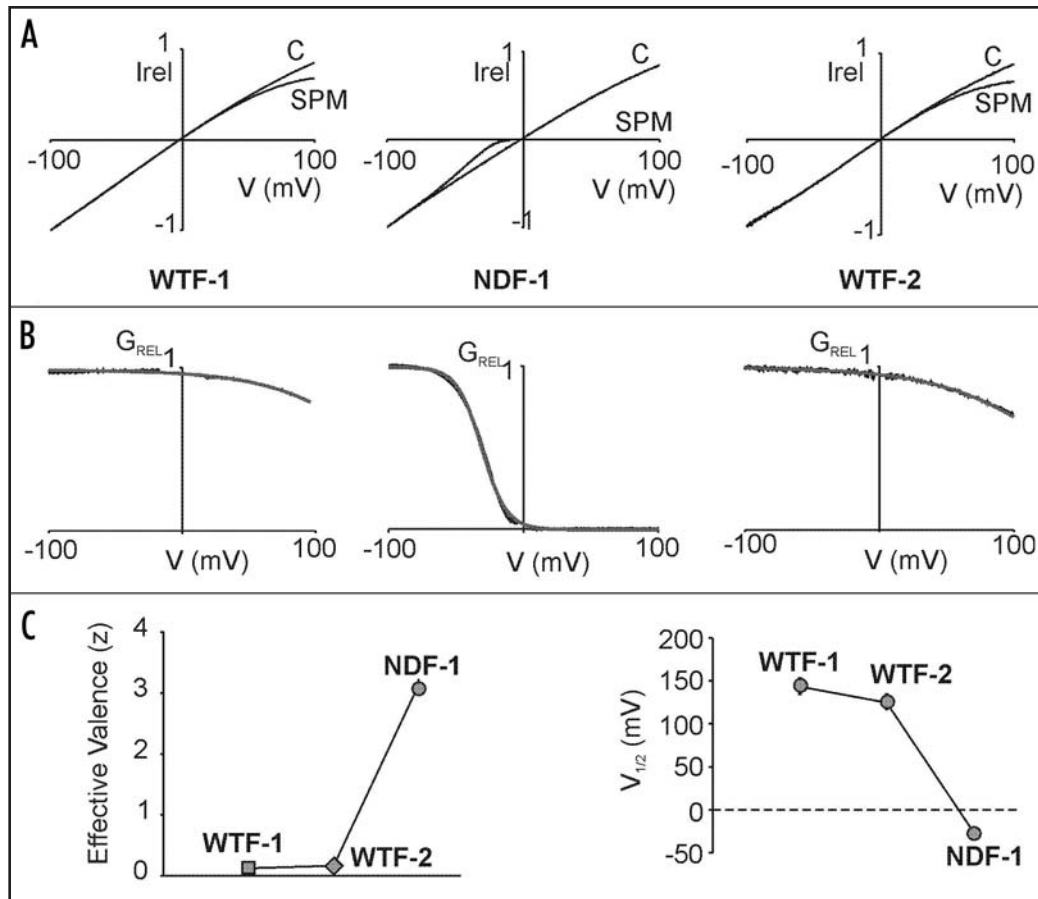 A
1
Irel
C
SPM
-100
100
V (mV)
-1
WTF-1
1
Irel
C
SPM
-100
100
V (mV)
-1
NDF-1
1
Irel
C
SPM
-100
100
V (mV)
-1
WTF-2
B
GREL 1
-100
100
V (mV)
GREL 1
-100
100
V (mV)
GREL 1
-100
100
V (mV)
C
Effective Valence (z)
4
3
2
1
0
NDF-1
WTF-1
WTF-2
V1/2 (mV)
200
150
100
50
0
-50
WTF-1
WTF-2
NDF-1